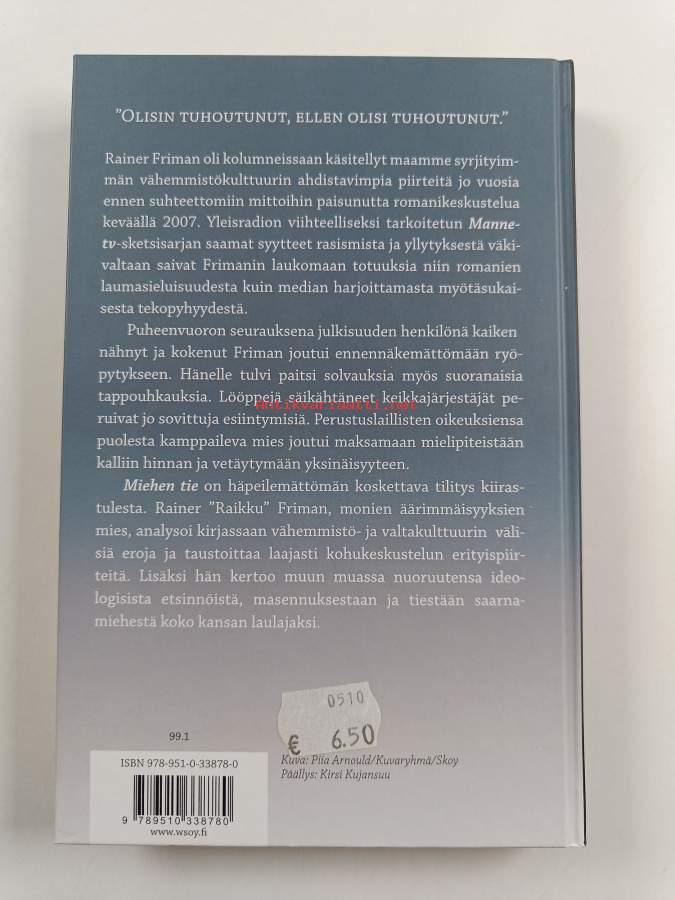 ”OLISIN TUHOUTUNUT, ELLEN OLISI TUHOUTUNUT.”
Rainer Friman oli kolumneissaan käsitellyt maamme syrjityim-
män vähemmistökulttuurin ahdistavimpia piirteitä jo vuosia
ennen suhteettomiin mittoihin paisunutta romanikeskustelua
keväällä 2007. Yleisradion viihteelliseksi tarkoitetun Manne-
tv-sketsisarjan saamat syytteet rasismista ja yllytyksestä väki-
valtaan saivat Frimanin laukomaan totuuksia niin romanien
laumasieluisuudesta kuin median harjoittamasta myötäsukai-
sesta tekopyhyydestä.
Puheenvuoron seurauksena julkisuuden henkilönä kaiken
nähnyt ja kokenut Friman joutui ennennäkemättömään ryö-
pytykseen. Hänelle tulvi paitsi solvauksia myös suoranaisia
tappouhkauksia. Lööppejä säikähtäneet keikkajärjestäjät pe-
antikvariaatti.net
ruivat jo sovittuja esiintymisiä. Perustuslaillisten oikeuksiensa
puolesta kamppaileva mies joutui maksamaan mielipiteistään
kalliin hinnan ja vetäytymään yksinäisyyteen.
Miehen tie on häpeilemättömän koskettava tilitys kiiras-
tulesta. Rainer ”Raikku” Friman, monien äärimmäisyyksien
mies, analysoi kirjassaan vähemmistö- ja valtakulttuurin väli-
siä eroja ja taustoittaa laajasti kohukeskustelun erityispiir-
teitä. Lisäksi hän kertoo muun muassa nuoruutensa ideo-
logisista etsinnöistä, masennuksestaan ja tiestään saarna-
miehestä koko kansan laulajaksi.
0510
€ 6.50
99.1
ISBN 978-951-0-33878-0
9 789510 338780
www.wsoy.fi
Kuva: Piia Arnould/Kuvaryhmä/Skoy
Päällys: Kirsi Kujansuu